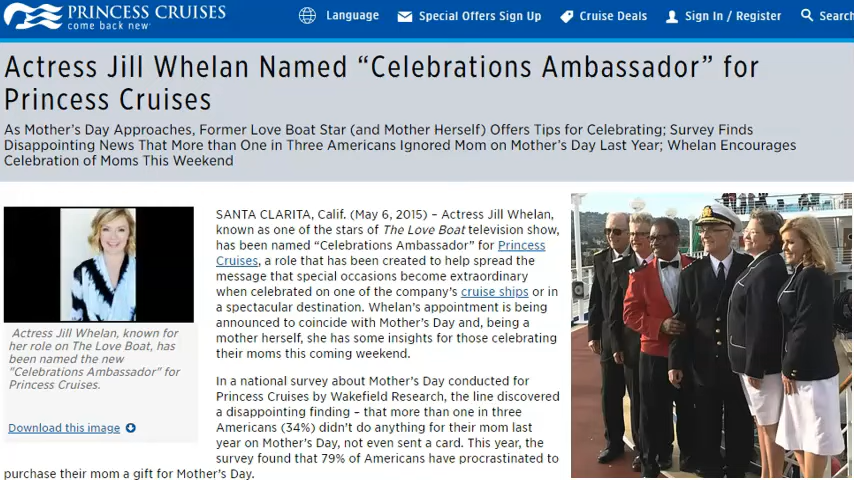 PRINCESS CRUISES
come back new
Language
Special Offers Sign Up
Cruise Deals
Sign In / Register
Search
Actress Jill Whelan Named “Celebrations Ambassador” for
Princess Cruises
As Mother’s Day Approaches, Former Love Boat Star (and Mother Herself) Offers Tips for Celebrating; Survey Finds
Disappointing News That More than One in Three Americans Ignored Mom on Mother’s Day Last Year; Whelan Encourages
Celebration of Moms This Weekend
Actress Jill Whelan, known for
her role on The Love Boat, has
been named the new
"Celebrations Ambassador" for
Princess Cruises.
Download this image
SANTA CLARITA, Calif. (May 6, 2015) – Actress Jill Whelan,
known as one of the stars of The Love Boat television show,
has been named “Celebrations Ambassador” for Princess
Cruises, a role that has been created to help spread the
message that special occasions become extraordinary
when celebrated on one of the company’s cruise ships or in
a spectacular destination. Whelan’s appointment is being
announced to coincide with Mother’s Day and, being a
mother herself, she has some insights for those celebrating
their moms this coming weekend.
In a national survey about Mother’s Day conducted for
Princess Cruises by Wakefield Research, the line discovered
a disappointing finding – that more than one in three
Americans (34%) didn’t do anything for their mom last
year on Mother’s Day, not even sent a card. This year, the
survey found that 79% of Americans have procrastinated to
purchase their mom a gift for Mother’s Day.